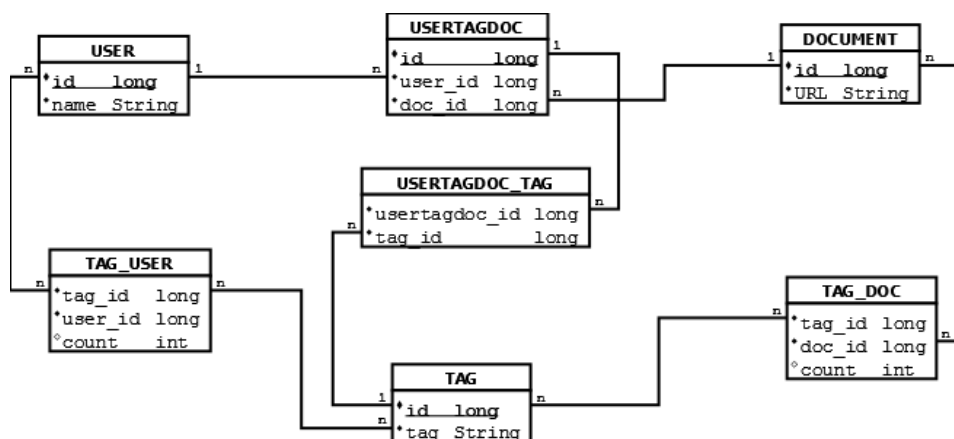 USER
n
id long
1
name String
USERTAGDOC
id long
1
n
user_id long
doc_id long
n
DOCUMENT
1
id long
n
URL String
USERTAGDOC_TAG
usertagdoc_id long
n
n
tag_id long
TAG_USER
n
tag_id long
n
user_id long
count int
TAG
1
id long
n
n
tag String
TAG_DOC
n
tag_id long
doc_id long
n
count int